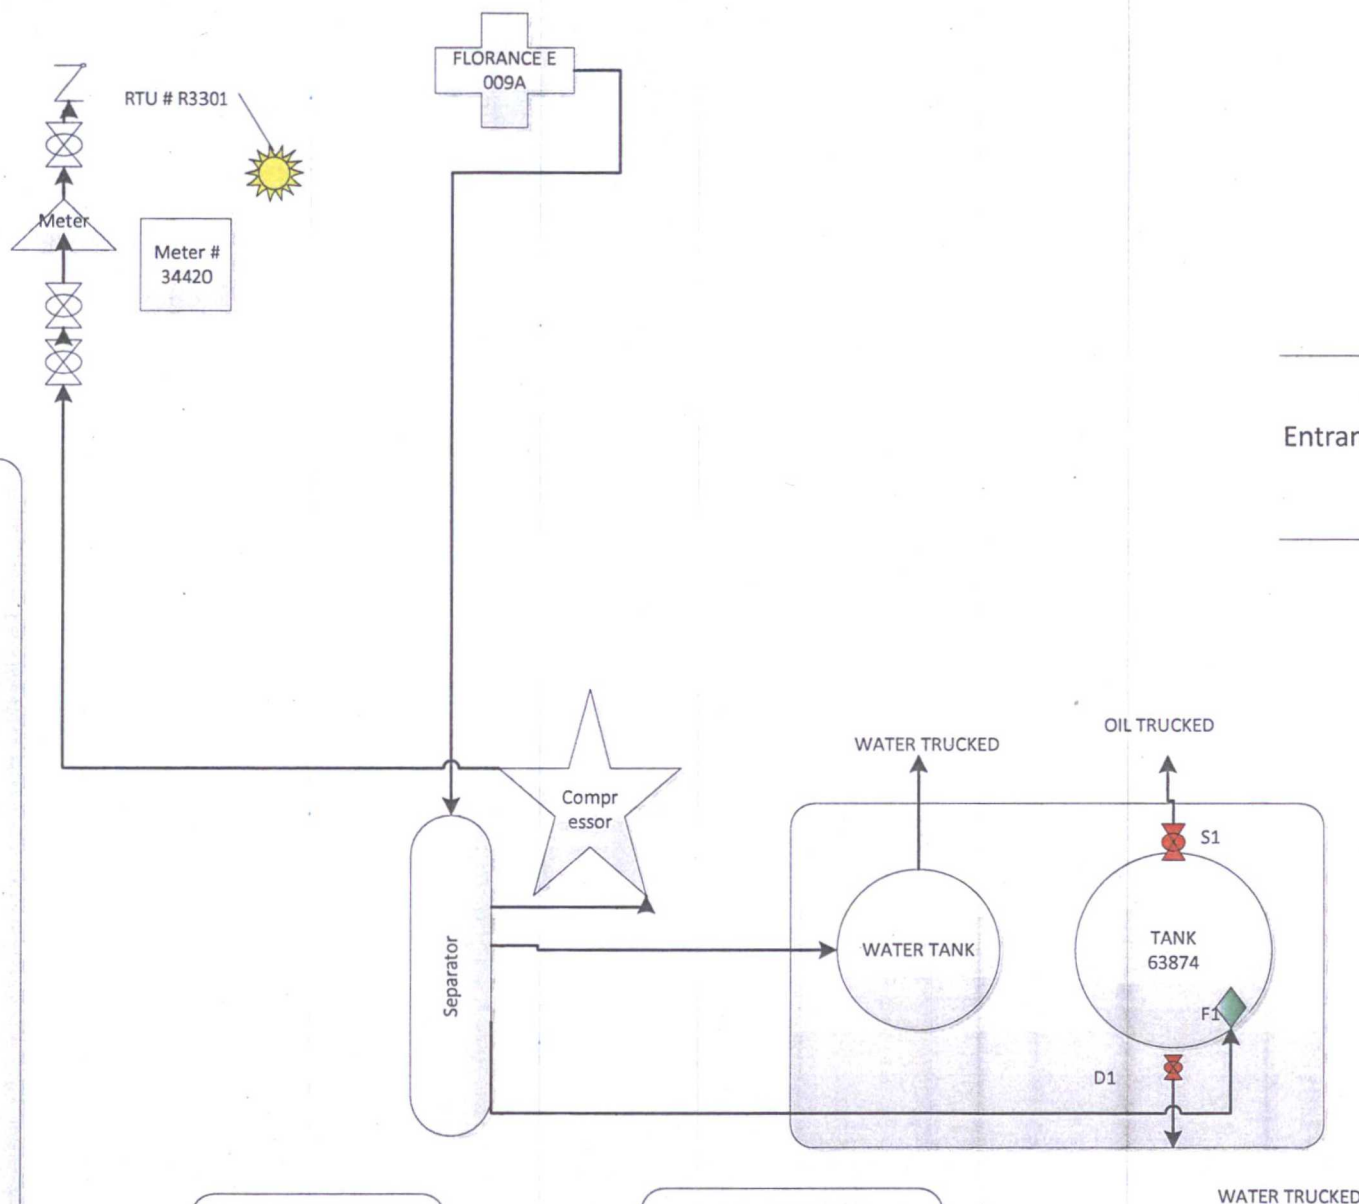 FLORANCE E
009A
RTU # R3301
Meter
Meter #
34420
Entrar
Compr
essor
WATER TRUCKED
OIL TRUCKED
S1
Separator
WATER TANK
TANK
63874
F1
D1
WATER TRUCKED